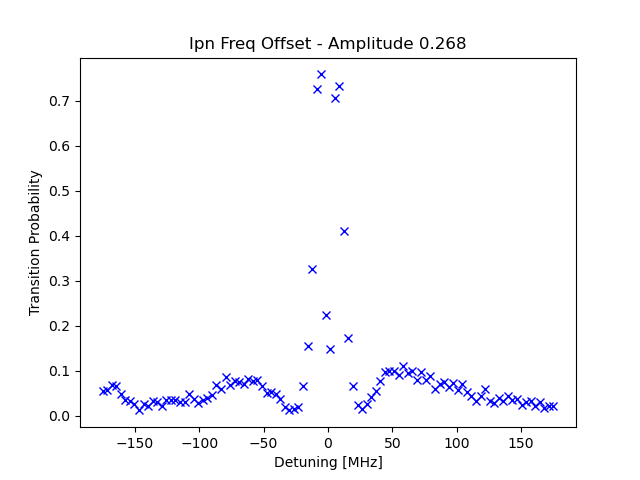 Ipn Freq Offset - Amplitude 0.268
Transition Probability
0.7
0.6
0.5
0.4
0.3
0.2
0.1
0.0
−150 −100 −50 0 50 100 150
Detuning [MHz]